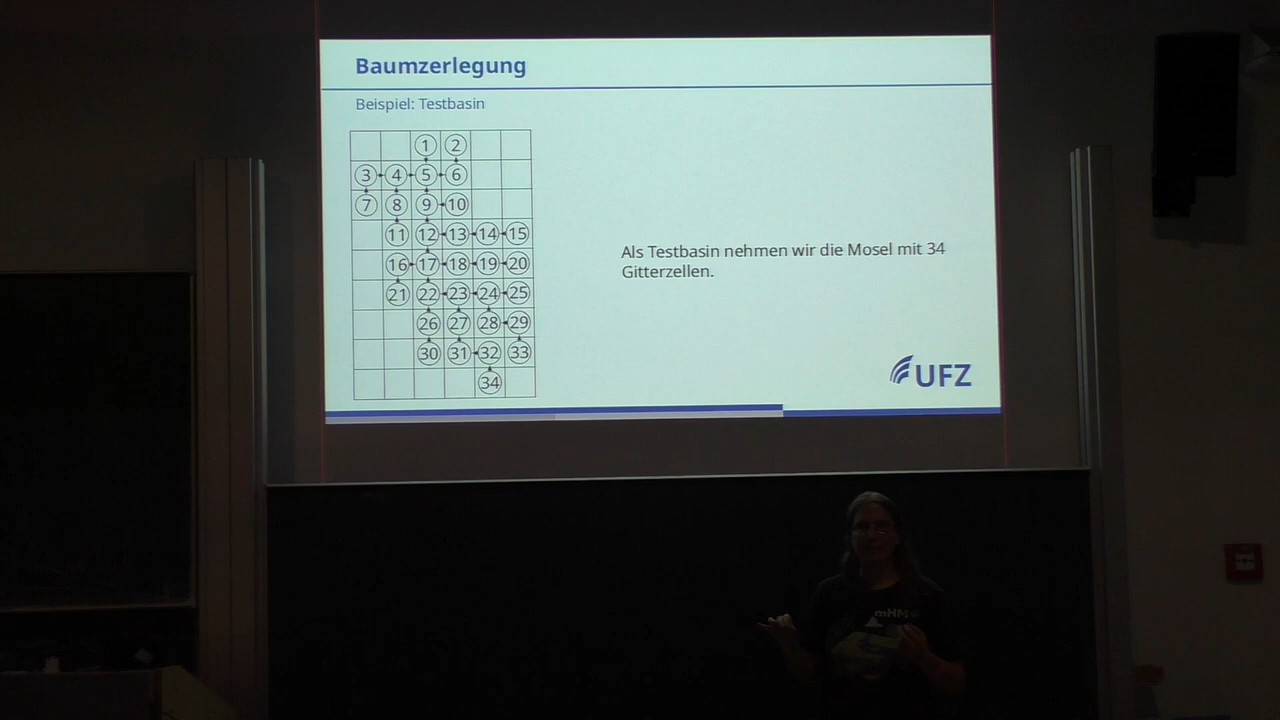 Baumzerlegung
Beispiel: Testbasin
1 2
3 4 5 6
7 8 9 10
11 12 13 14 15
16 17 18 19 20
21 22 23 24 25
26 27 28 29
30 31 32 33
34
Als Testbasin nehmen wir die Mosel mit 34
Gitterzellen.
UFZ
mHM